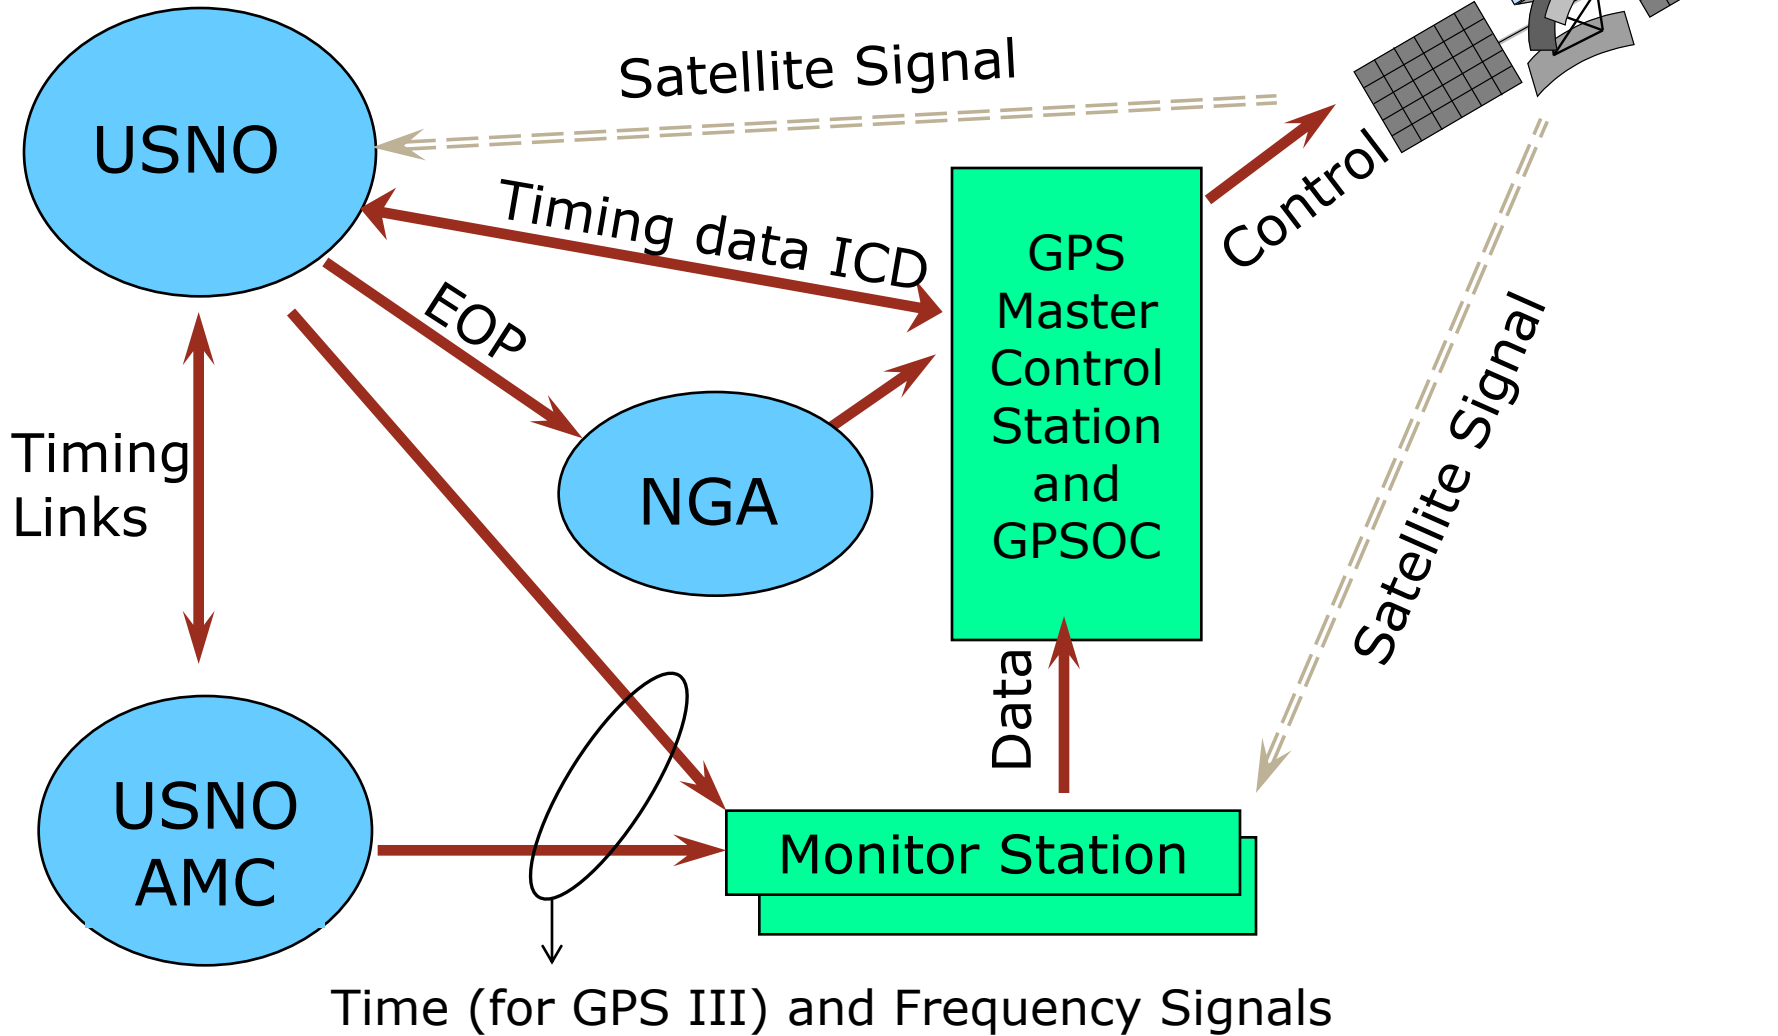 Satellite Signal
USNO
Timing data ICD
Control
EOP
GPS
Master
Control
Station
and
GPSOC
Satellite Signal
Timing
Links
NGA
Data
USNO
AMC
Monitor Station
Time (for GPS III) and Frequency Signals